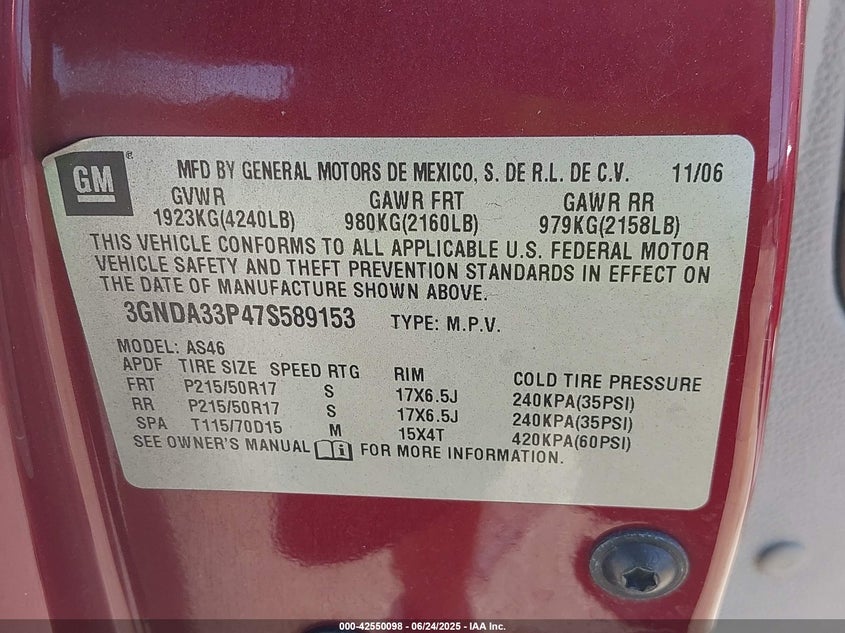 GM
MFD BY GENERAL MOTORS DE MEXICO, S. DE R.L. DE C.V. 11/06
GVWR GAWR FRT GAWR RR
1923KG(4240LB) 980KG(2160LB) 979KG(2158LB)
THIS VEHICLE CONFORMS TO ALL APPLICABLE U.S. FEDERAL MOTOR
VEHICLE SAFETY AND THEFT PREVENTION STANDARDS IN EFFECT ON
THE DATE OF MANUFACTURE SHOWN ABOVE.
3GNDA33P47S589153 TYPE: M.P.V.
MODEL: AS46
APDF TIRE SIZE SPEED RTG RIM COLD TIRE PRESSURE
FRT P215/50R17 S 17X6.5J 240KPA(35PSI)
RR P215/50R17 S 17X6.5J 240KPA(35PSI)
SPA T115/70D15 M 15X4T 420KPA(60PSI)
SEE OWNER'S MANUAL FOR MORE INFORMATION.
000-42550098 - 06/24/2025 - IAA Inc.